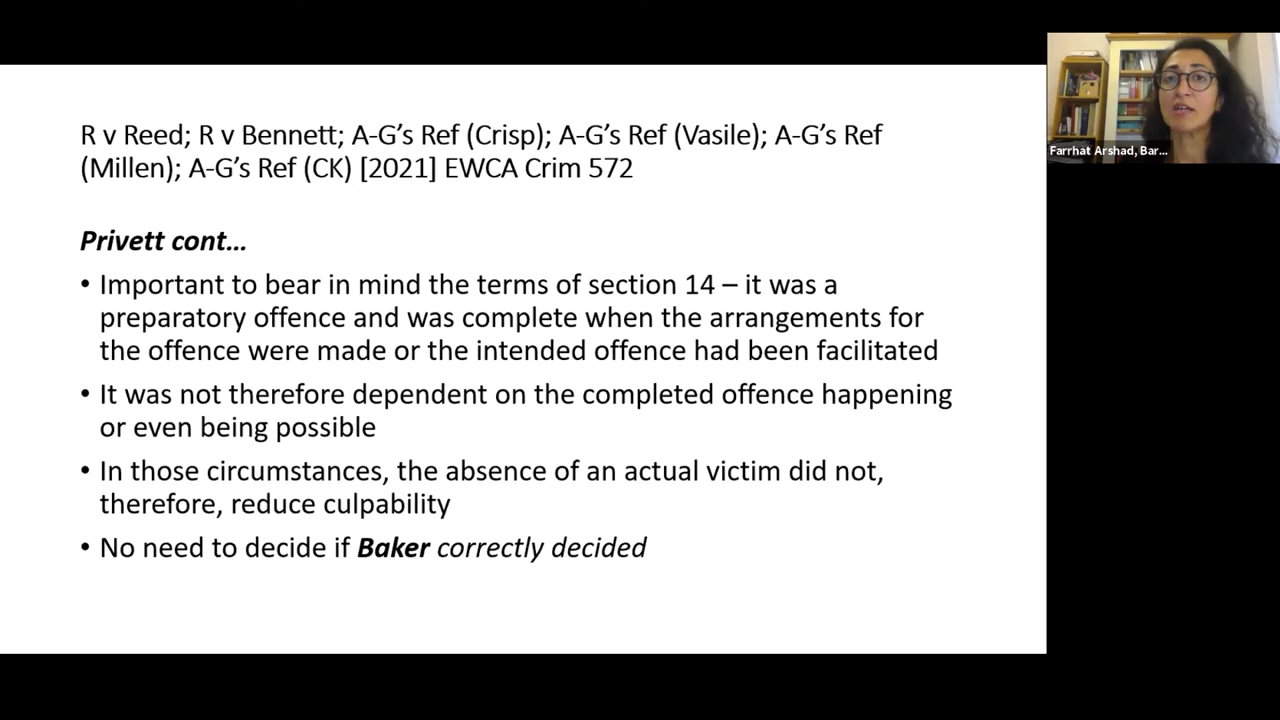 R v Reed; R v Bennett; A-G’s Ref (Crisp); A-G’s Ref (Vasile); A-G’s Ref
(Millen); A-G’s Ref (CK) [2021] EWCA Crim 572
Privett cont…
• Important to bear in mind the terms of section 14 – it was a
preparatory offence and was complete when the arrangements for
the offence were made or the intended offence had been facilitated
• It was not therefore dependent on the completed offence happening
or even being possible
• In those circumstances, the absence of an actual victim did not,
therefore, reduce culpability
• No need to decide if Baker correctly decided
Farrhat Arshad, Bar...